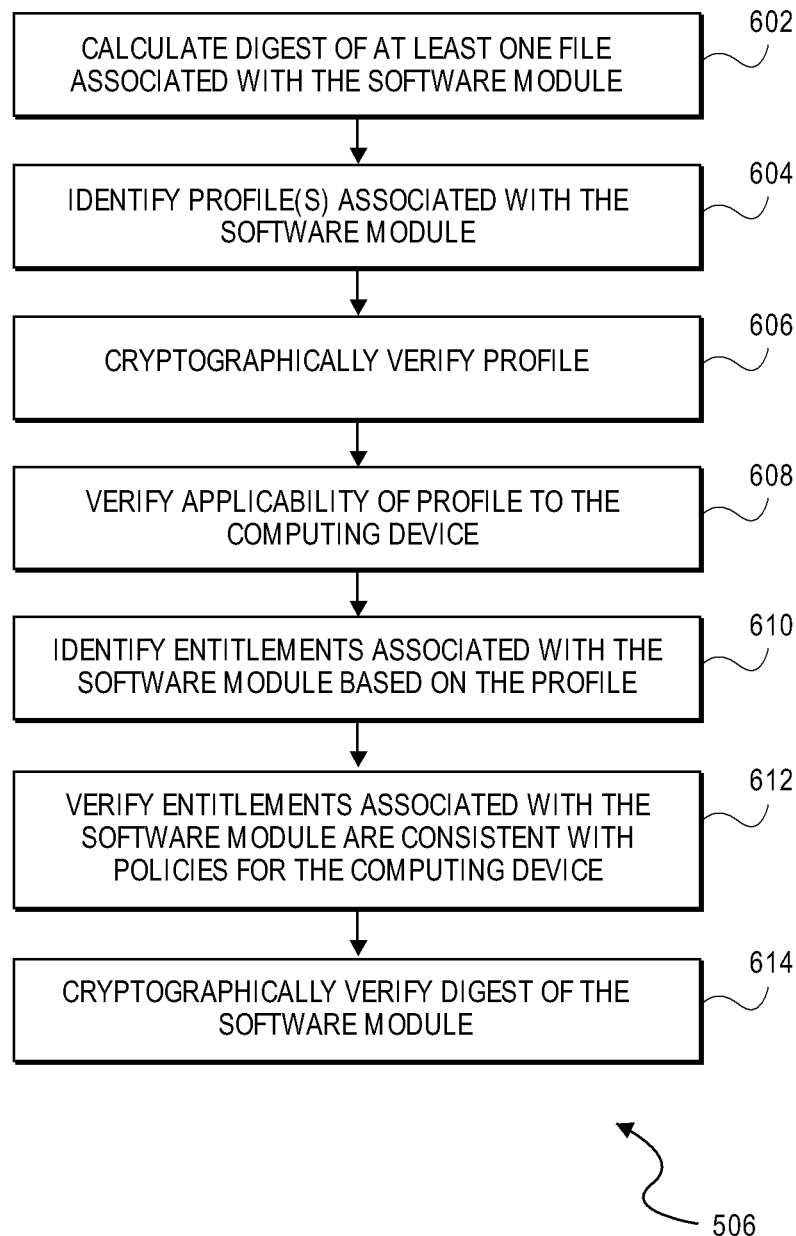 602
CALCULATE DIGEST OF AT LEAST ONE FILE
ASSOCIATED WITH THE SOFTWARE MODULE
604
IDENTIFY PROFILE(S) ASSOCIATED WITH THE
SOFTWARE MODULE
606
CRYPTOGRAPHICALLY VERIFY PROFILE
608
VERIFY APPLICABILITY OF PROFILE TO THE
COMPUTING DEVICE
610
IDENTIFY ENTITLEMENTS ASSOCIATED WITH THE
SOFTWARE MODULE BASED ON THE PROFILE
612
VERIFY ENTITLEMENTS ASSOCIATED WITH THE
SOFTWARE MODULE ARE CONSISTENT WITH
POLICIES FOR THE COMPUTING DEVICE
614
CRYPTOGRAPHICALLY VERIFY DIGEST OF THE
SOFTWARE MODULE
506